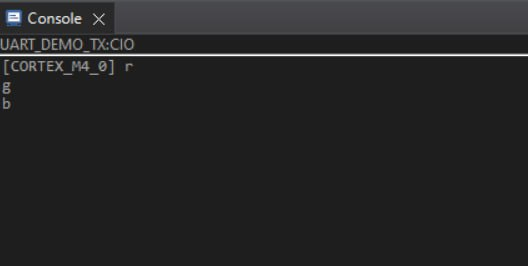 Console
UART_DEMO_TX:CIO
[CORTEX_M4_0] r
g
b